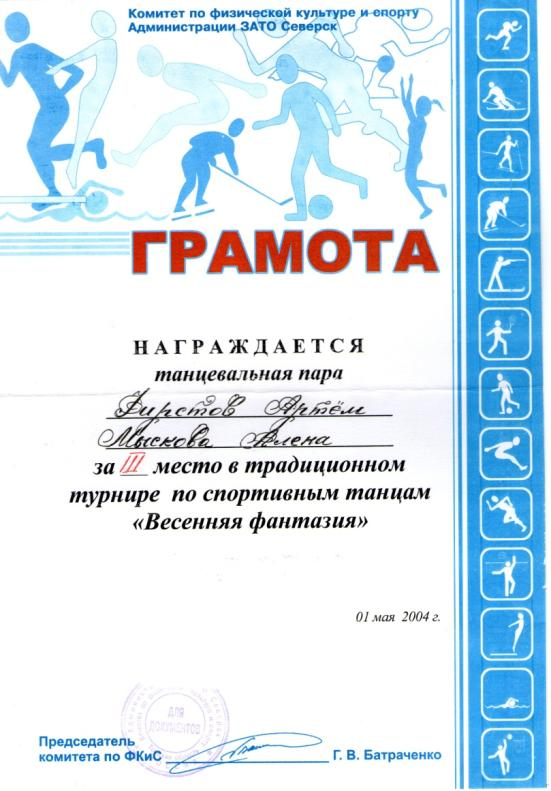 Комитет по физической культуре и спорту
Администрации ЗАТО Северск
ГРАМОТА
НАГРАЖДАЕТСЯ
танцевальная пара
Фирстов Артём
Мыскова Алена
за III место в традиционном
турнире по спортивным танцам
«Весенняя фантазия»
01 мая 2004 г.
ДЛЯ
ДОКУМЕНТОВ
Председатель
комитета по ФКиС Г. В. Батраченко